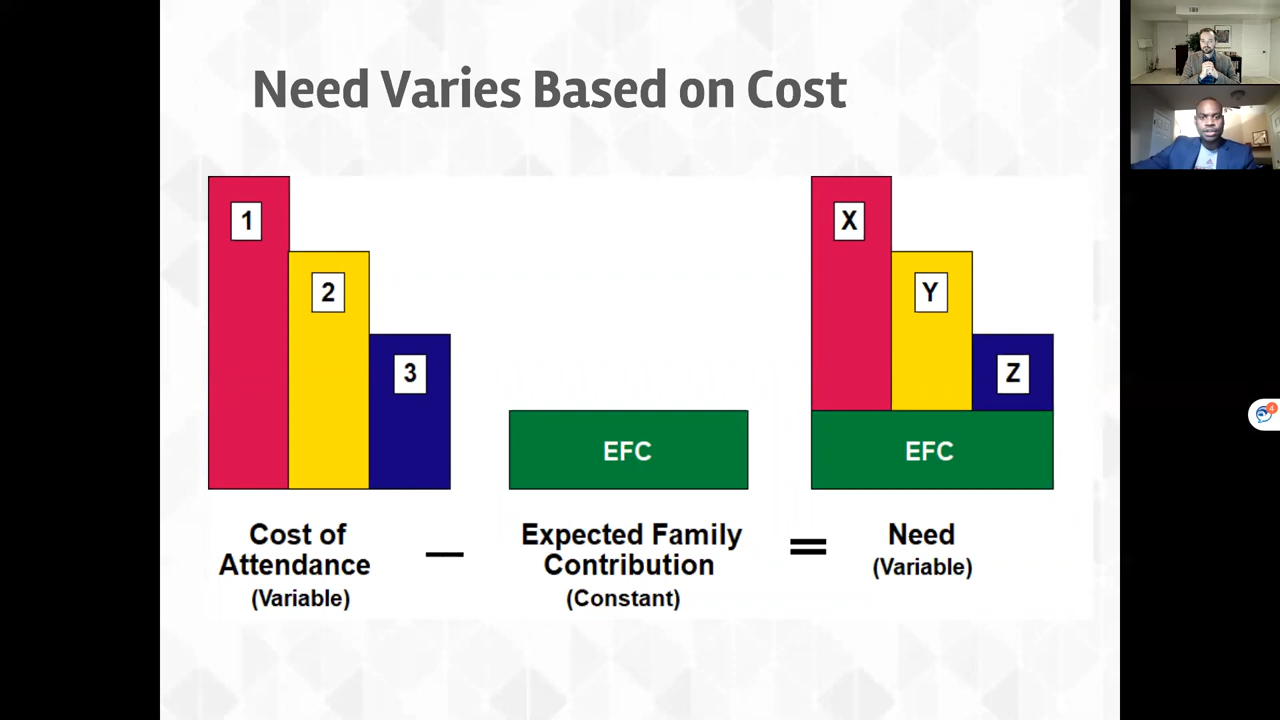 Need Varies Based on Cost
1
2
3
X
Y
Z
EFC
EFC
Cost of
Attendance
(Variable)
—
Expected Family
Contribution
(Constant)
=
Need
(Variable)
4